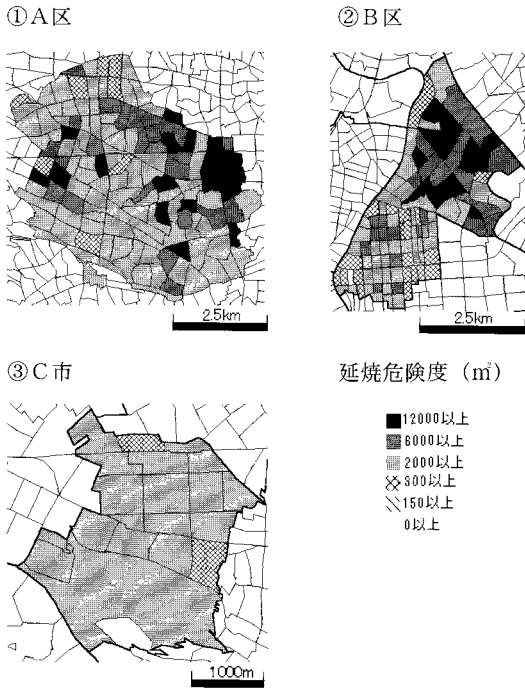 ①A区
②B区
2.5km
2.5km
③C市
延焼危険度（㎡）
12000以上
6000以上
2000以上
300以上
150以上
0以上
1000m